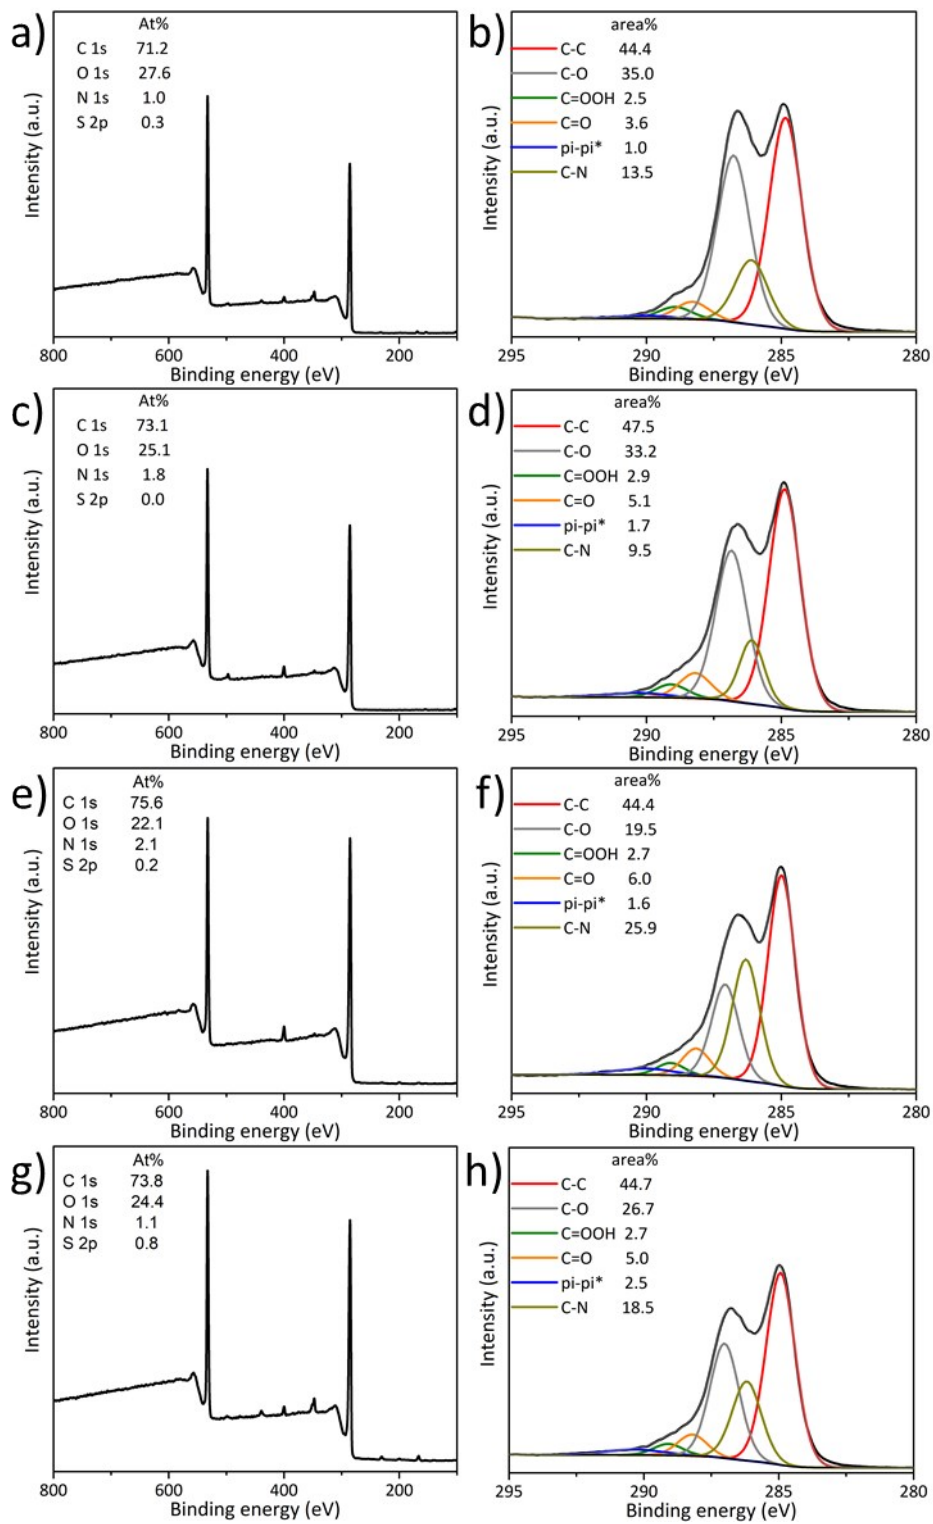 a)
At%
C 1s 71.2
O 1s 27.6
N 1s 1.0
S 2p 0.3
Intensity (a.u.)
800 600 400 200
Binding energy (eV)
b)
area%
C-C 44.4
C-O 35.0
C=OOH 2.5
C=O 3.6
pi-pi* 1.0
C-N 13.5
Intensity (a.u.)
295 290 285 280
Binding energy (eV)
c)
At%
C 1s 73.1
O 1s 25.1
N 1s 1.8
S 2p 0.0
Intensity (a.u.)
800 600 400 200
Binding energy (eV)
d)
area%
C-C 47.5
C-O 33.2
C=OOH 2.9
C=O 5.1
pi-pi* 1.7
C-N 9.5
Intensity (a.u.)
295 290 285 280
Binding energy (eV)
e)
At%
C 1s 75.6
O 1s 22.1
N 1s 2.1
S 2p 0.2
Intensity (a.u.)
800 600 400 200
Binding energy (eV)
f)
area%
C-C 44.4
C-O 19.5
C=OOH 2.7
C=O 6.0
pi-pi* 1.6
C-N 25.9
Intensity (a.u.)
295 290 285 280
Binding energy (eV)
g)
At%
C 1s 73.8
O 1s 24.4
N 1s 1.1
S 2p 0.8
Intensity (a.u.)
800 600 400 200
Binding energy (eV)
h)
area%
C-C 44.7
C-O 26.7
C=OOH 2.7
C=O 5.0
pi-pi* 2.5
C-N 18.5
Intensity (a.u.)
295 290 285 280
Binding energy (eV)